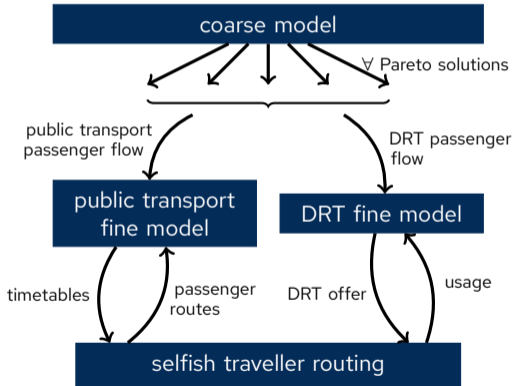 coarse model
∀ Pareto solutions
public transport
passenger flow
DRT passenger
flow
public transport
fine model
DRT fine model
timetables
passenger
routes
DRT offer
usage
selfish traveller routing